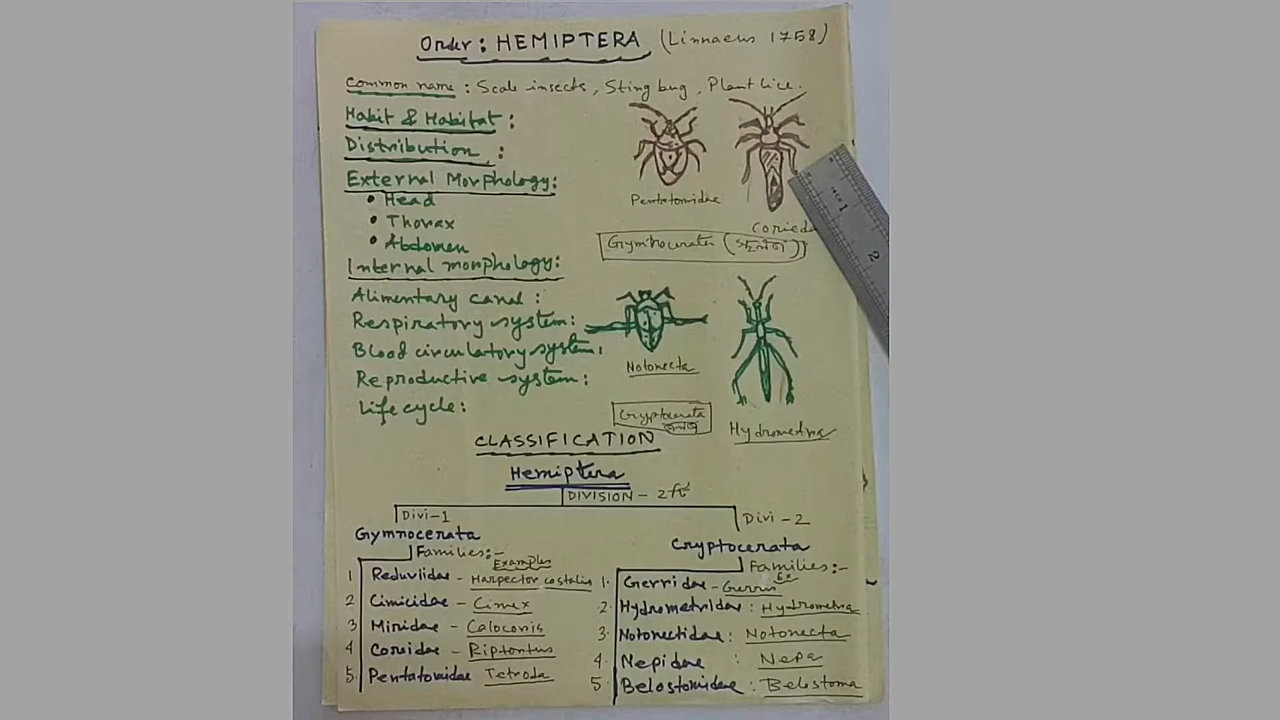 Order: HEMIPTERA (Linnaeus 1758)
Common name: Scale insects, Sting bug, Plant lice.
Habit & Habitat:
Distribution:
External Morphology:
• Head
• Thorax
• Abdomen
Internal morphology:
Alimentary canal:
Respiratory system:
Blood circulatory system:
Reproductive system:
Life cycle:
Pentatomidae
Gymnocerata
Notonecta
Cryptocerata
Hydrometra
CLASSIFICATION
Hemiptera
DIVISION - 2
Divi-1
Gymnocerata
Families:-
Examples
1 Reduviidae - Harpector costalis
2 Cimicidae - Cimex
3 Miridae - Caloconis
4 Coreidae - Riptortus
5. Pentatomidae Tetroda
Divi-2
Cryptocerata
Families:-
Ex
1. Gerridae - Gerris
2. Hydrometridae: Hydrometra
3. Notonectidae: Notonecta
4. Nepidae : Nepa
5. Belostomidae: Belostoma
1
2